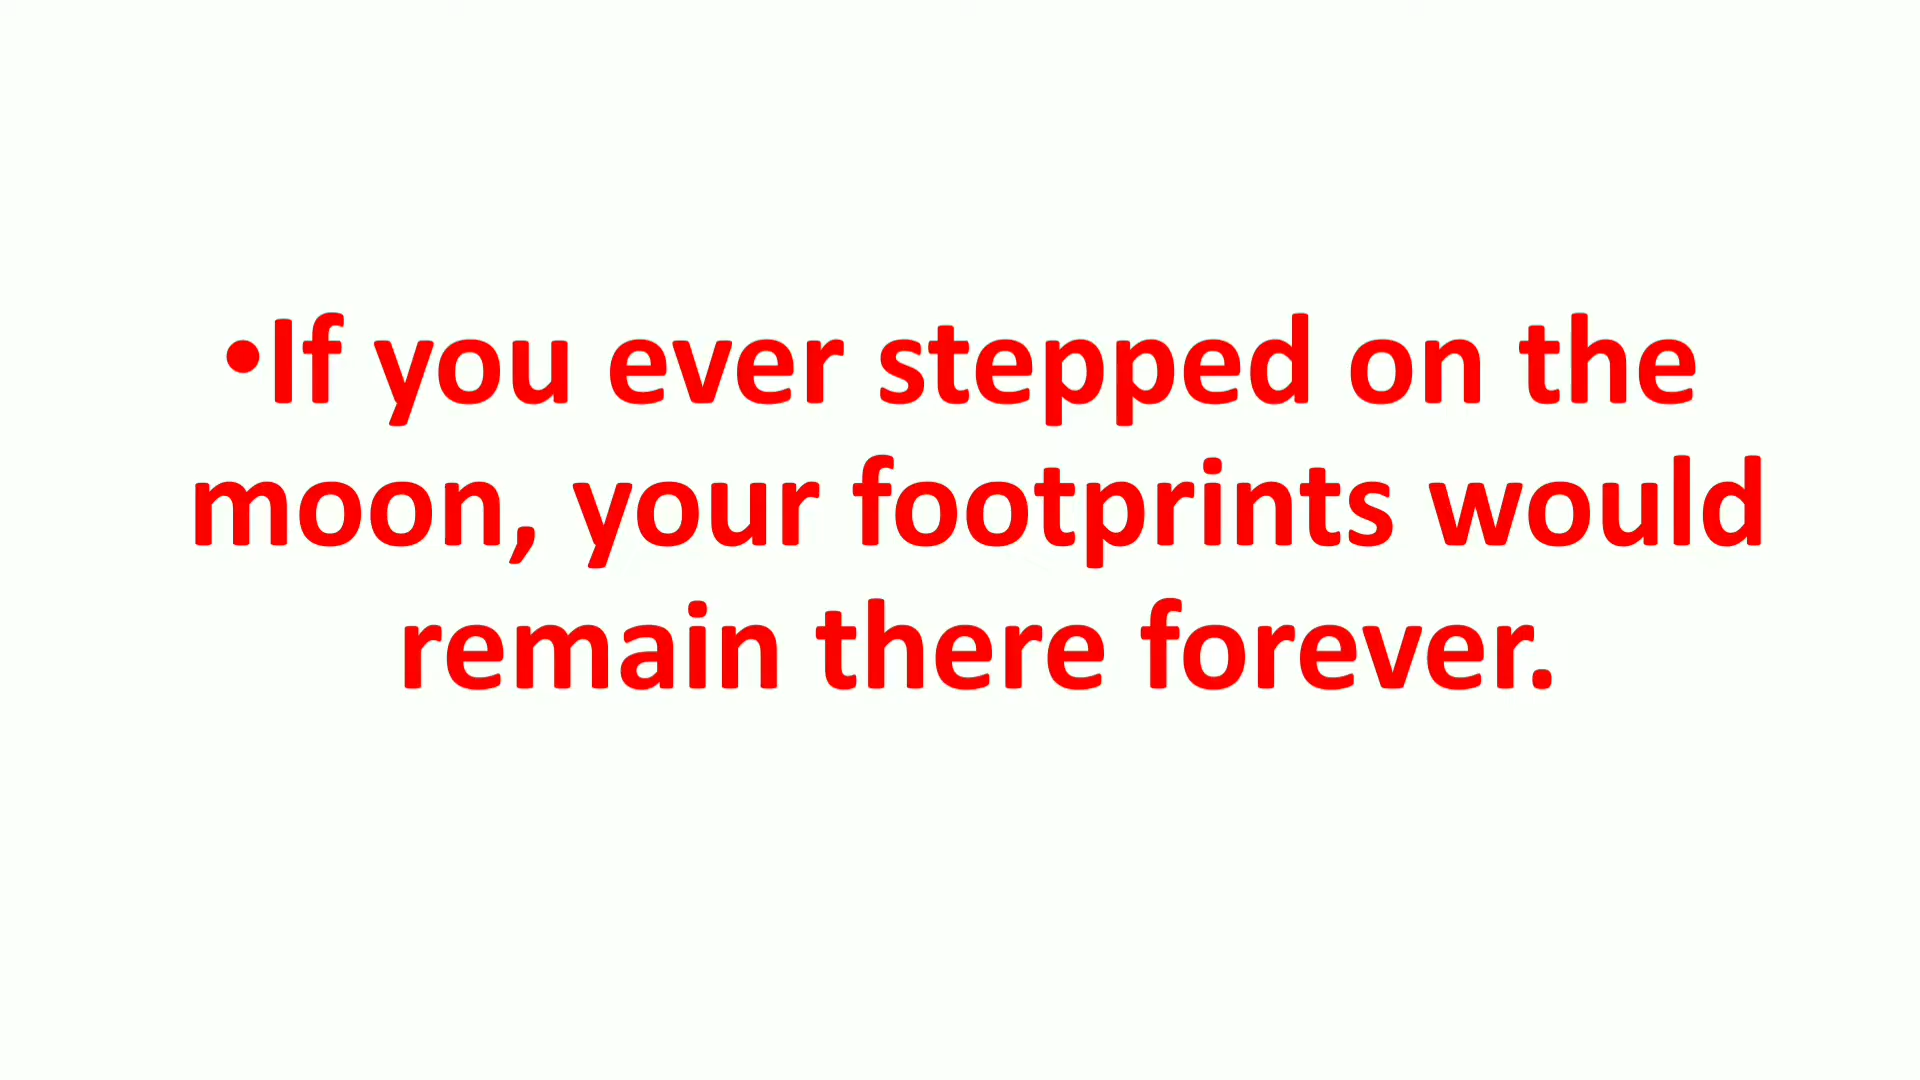 •If you ever stepped on the
moon, your footprints would
remain there forever.